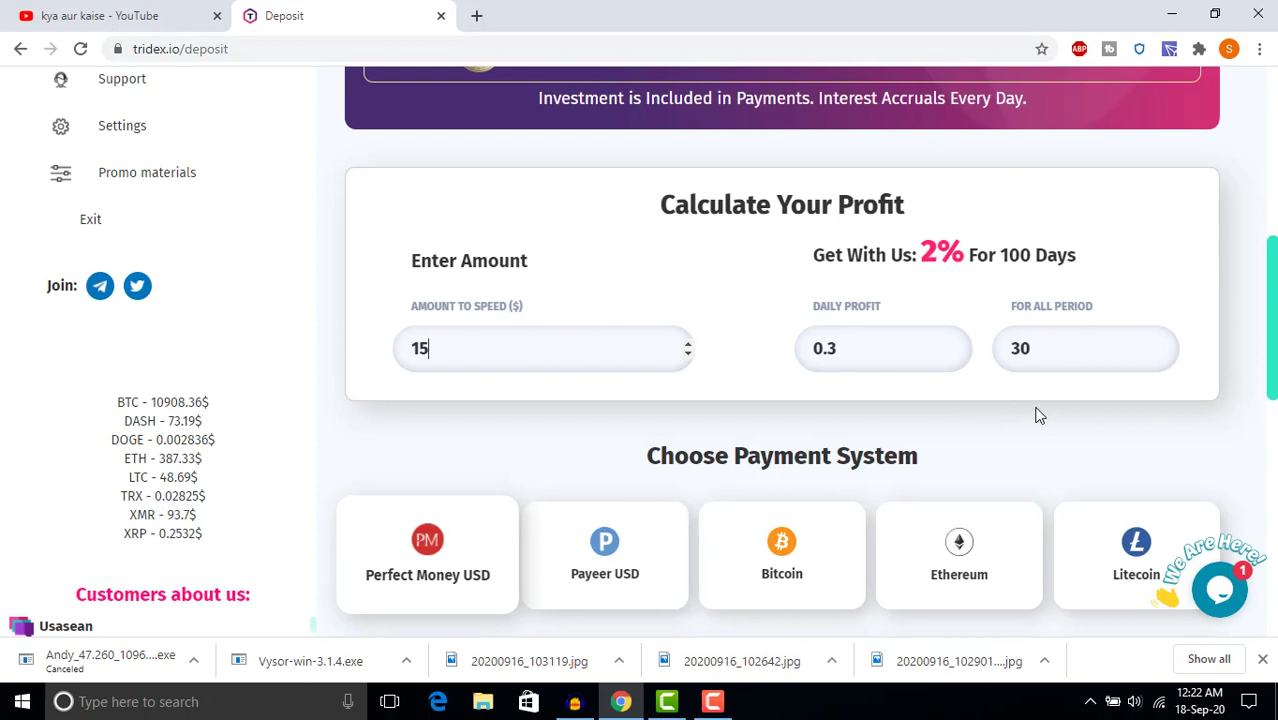 kya aur kaise - YouTube
Deposit
tridex.io/deposit
ABP
tb
S
Support
Settings
Promo materials
Exit
Join:
BTC - 10908.36$
DASH - 73.19$
DOGE - 0.002836$
ETH - 387.33$
LTC - 48.69$
TRX - 0.02825$
XMR - 93.7$
XRP - 0.2532$
Customers about us:
Usasean
Investment is Included in Payments. Interest Accruals Every Day.
Calculate Your Profit
Enter Amount
Get With Us: 2% For 100 Days
AMOUNT TO SPEED ($)
DAILY PROFIT
FOR ALL PERIOD
15
0.3
30
Choose Payment System
PM
Perfect Money USD
Payeer USD
Bitcoin
Ethereum
Litecoin
We Are Here!
1
Andy_47.260_1096....exe
Canceled
Vysor-win-3.1.4.exe
20200916_103119.jpg
20200916_102642.jpg
20200916_102901....jpg
Show all
Type here to search
12:22 AM
18-Sep-20